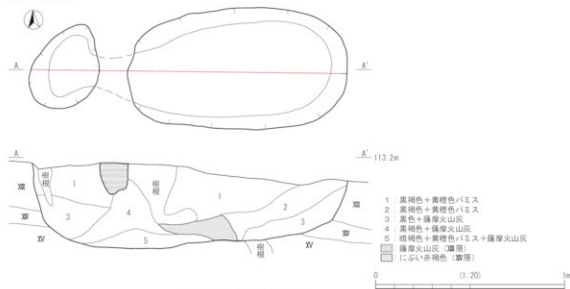 A A'
A A' 113.2m
樹痕 1 樹痕 1 2 3 3 4 5
XIII XIV XV XIII XIV XV 樹痕
1:黒褐色+黄橙色パミス
2:黒褐色+黄橙色パミス
3:黒色+薩摩火山灰
4:黒褐色+薩摩火山灰
5:暗褐色+黄橙色パミス+薩摩火山灰
:薩摩火山灰(XIII層)
:にぶい赤褐色(XIV層)
0 (1:20) 1m